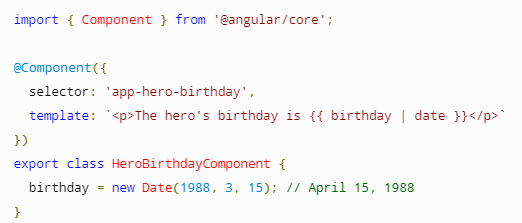 import { Component } from '@angular/core';
@Component({
selector: 'app-hero-birthday',
template: `<p>The hero's birthday is {{ birthday | date }}</p>`
})
export class HeroBirthdayComponent {
birthday = new Date(1988, 3, 15); // April 15, 1988
}